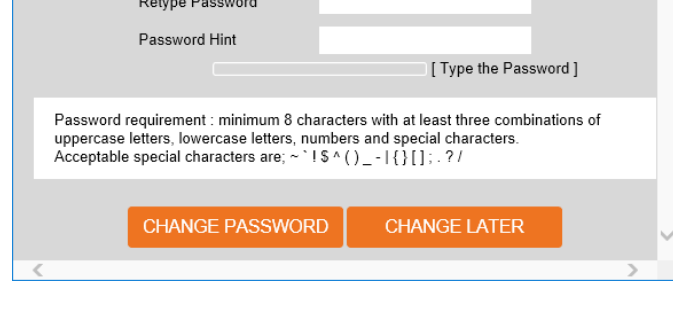 Retype Password
Password Hint
[ Type the Password ]
Password requirement : minimum 8 characters with at least three combinations of
uppercase letters, lowercase letters, numbers and special characters.
Acceptable special characters are; ~ ` ! $ ^ ( ) _ - | { } [ ] ; . ? /
CHANGE PASSWORD CHANGE LATER